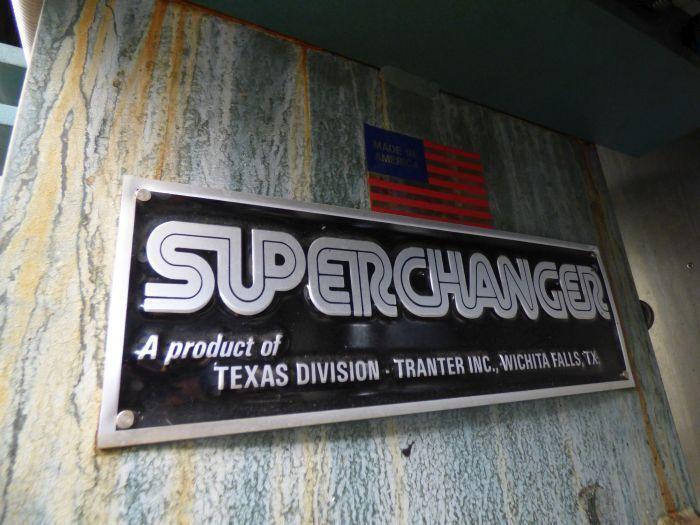 MADE IN
AMERICA
SUPERCHANGER
A product of
TEXAS DIVISION · TRANTER INC., WICHITA FALLS, TX